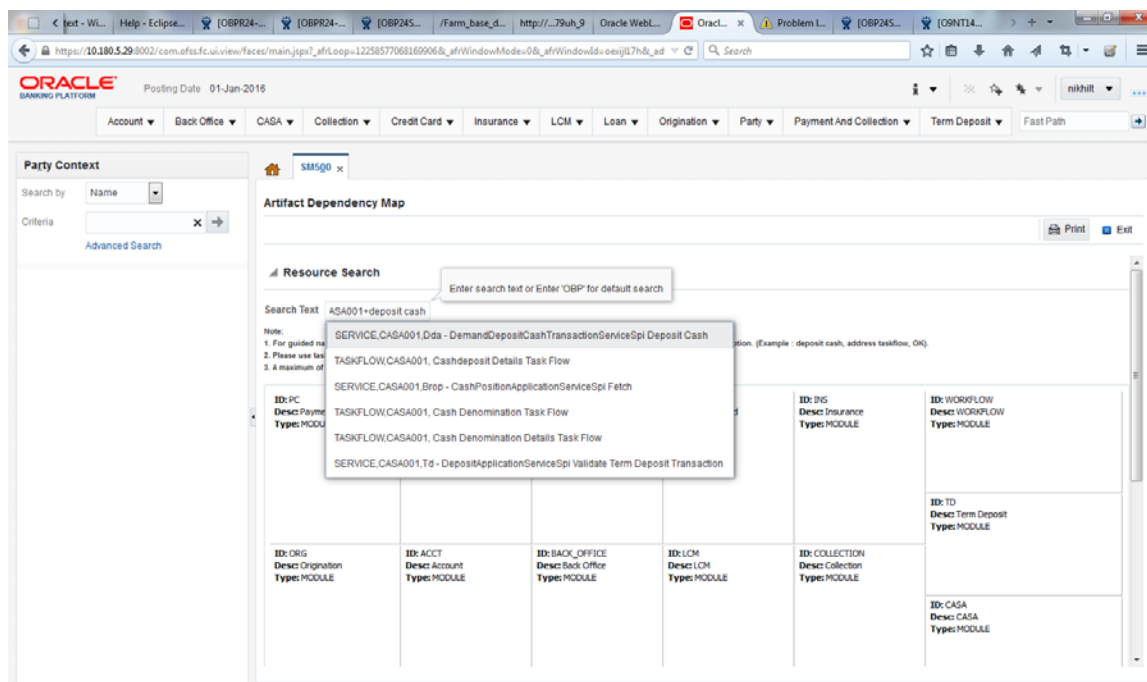 text - Wi...
Help - Eclipse...
[OBPR24-...
[OBPR24-...
[OBP245...
/Farm_base_d...
http://...79uh_9
Oracle WebL...
Oracl...
Problem l...
[OBP245...
[O9NT14...
https://10.180.5.29:8002/com.ofss.fc.ui.view/faces/main.jspx?_afrLoop=12258577068169906&_afrWindowMode=0&_afrWindowId=oexijl17h&_ad
Search
ORACLE
BANKING PLATFORM
Posting Date 01-Jan-2016
nikhilt
Account
Back Office
CASA
Collection
Credit Card
Insurance
LCM
Loan
Origination
Party
Payment And Collection
Term Deposit
Fast Path
Party Context
Search by Name
Criteria
Advanced Search
SM500
Artifact Dependency Map
Print
Exit
Resource Search
Enter search text or Enter 'OBP' for default search
Search Text ASA001+deposit cash
Note:
1. For guided na
ption. (Example : deposit cash, address taskflow, OK).
2. Please use tas
3. A maximum of
SERVICE,CASA001,Dda - DemandDepositCashTransactionServiceSpi Deposit Cash
TASKFLOW,CASA001, Cashdeposit Details Task Flow
SERVICE,CASA001,Brop - CashPositionApplicationServiceSpi Fetch
TASKFLOW,CASA001, Cash Denomination Task Flow
TASKFLOW,CASA001, Cash Denomination Details Task Flow
SERVICE,CASA001,Td - DepositApplicationServiceSpi Validate Term Deposit Transaction
ID: PC
Desc: Payme
Type: MODU
d
ID: INS
Desc: Insurance
Type: MODULE
ID: WORKFLOW
Desc: WORKFLOW
Type: MODULE
ID: TD
Desc: Term Deposit
Type: MODULE
ID: ORG
Desc: Origination
Type: MODULE
ID: ACCT
Desc: Account
Type: MODULE
ID: BACK_OFFICE
Desc: Back Office
Type: MODULE
ID: LCM
Desc: LCM
Type: MODULE
ID: COLLECTION
Desc: Collection
Type: MODULE
ID: CASA
Desc: CASA
Type: MODULE